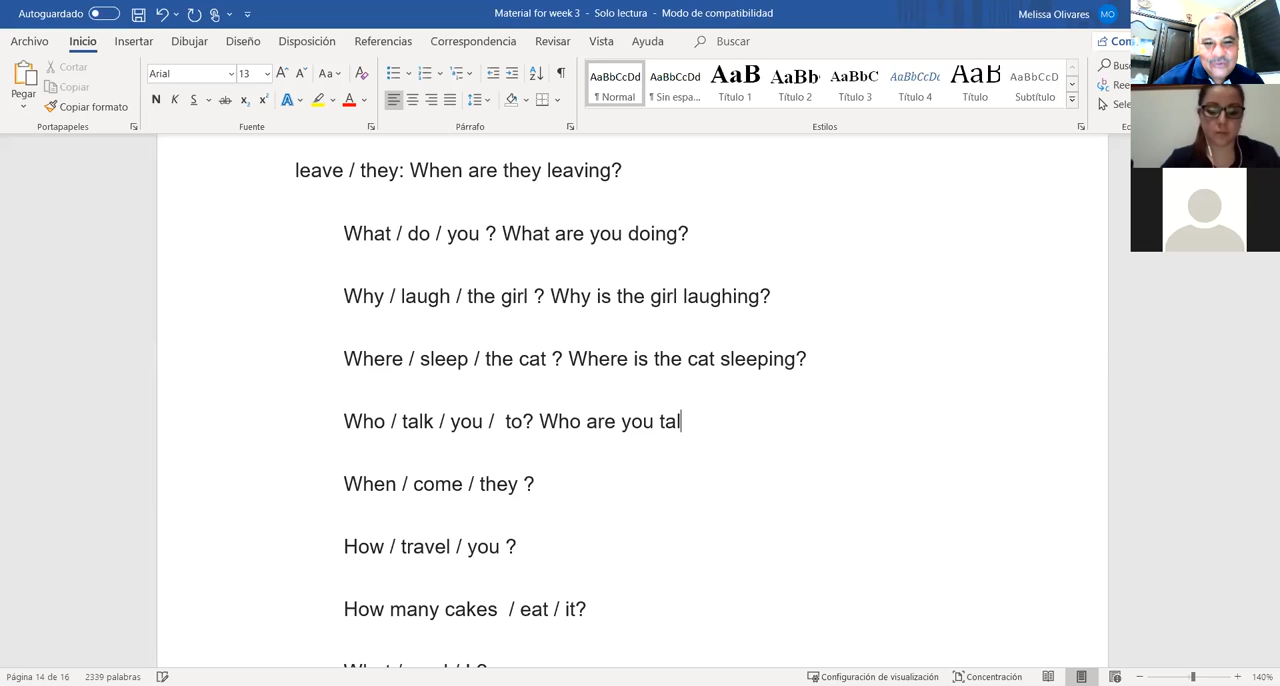 Autoguardado
Material for week 3 - Solo lectura - Modo de compatibilidad
Melissa Olivares MO
Archivo Inicio Insertar Dibujar Diseño Disposición Referencias Correspondencia Revisar Vista Ayuda Buscar
Pegar
Cortar
Copiar
Copiar formato
Portapapeles
Arial 13
Aa
N K S ab x₂ x² A A
Fuente
Párrafo
AaBbCcDd AaBbCcDd AaB AaBb AaBbC AaBbCcDc AaB AaBbCcD
¶ Normal ¶ Sin espa... Título 1 Título 2 Título 3 Título 4 Título Subtítulo
Estilos
leave / they: When are they leaving?
What / do / you ? What are you doing?
Why / laugh / the girl ? Why is the girl laughing?
Where / sleep / the cat ? Where is the cat sleeping?
Who / talk / you / to? Who are you tal
When / come / they ?
How / travel / you ?
How many cakes / eat / it?
Página 14 de 16 2339 palabras Configuración de visualización Concentración 140%